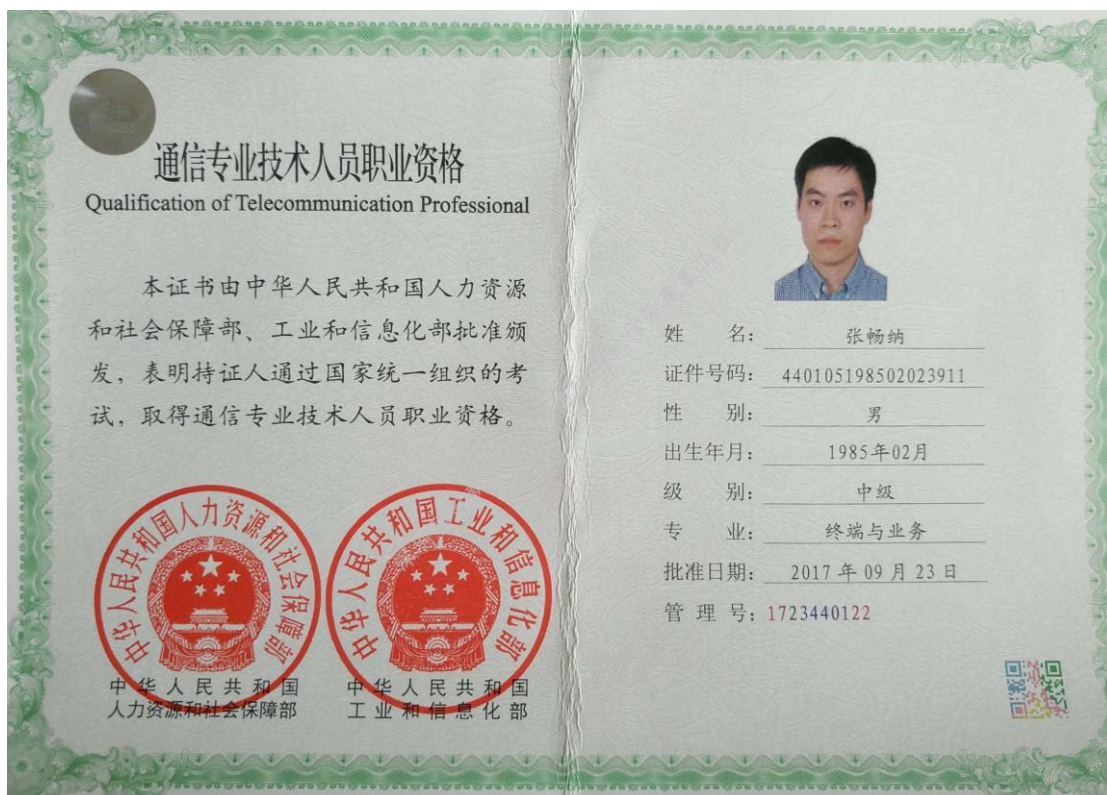 通信专业技术人员职业资格
Qualification of Telecommunication Professional
本证书由中华人民共和国人力资源
和社会保障部、工业和信息化部批准颁
发，表明持证人通过国家统一组织的考
试，取得通信专业技术人员职业资格。
中华人民共和国人力资源和社会保障部
中华人民共和国工业和信息化部
中华人民共和国
人力资源和社会保障部
中华人民共和国
工业和信息化部
姓名：张畅纳
证件号码：440105198502023911
性别：男
出生年月：1985年02月
级别：中级
专业：终端与业务
批准日期：2017年09月23日
管理号：1723440122